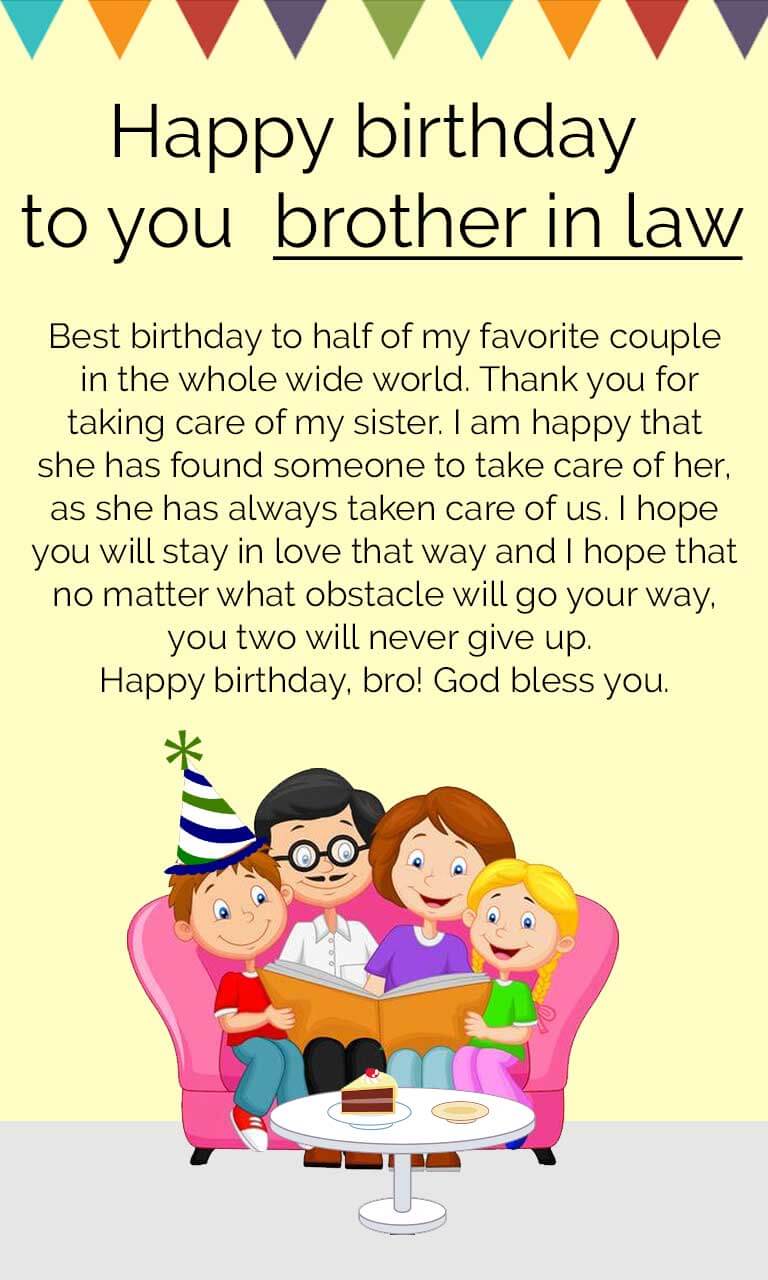 Happy birthday
to you brother in law
Best birthday to half of my favorite couple
in the whole wide world. Thank you for
taking care of my sister. I am happy that
she has found someone to take care of her,
as she has always taken care of us. I hope
you will stay in love that way and I hope that
no matter what obstacle will go your way,
you two will never give up.
Happy birthday, bro! God bless you.